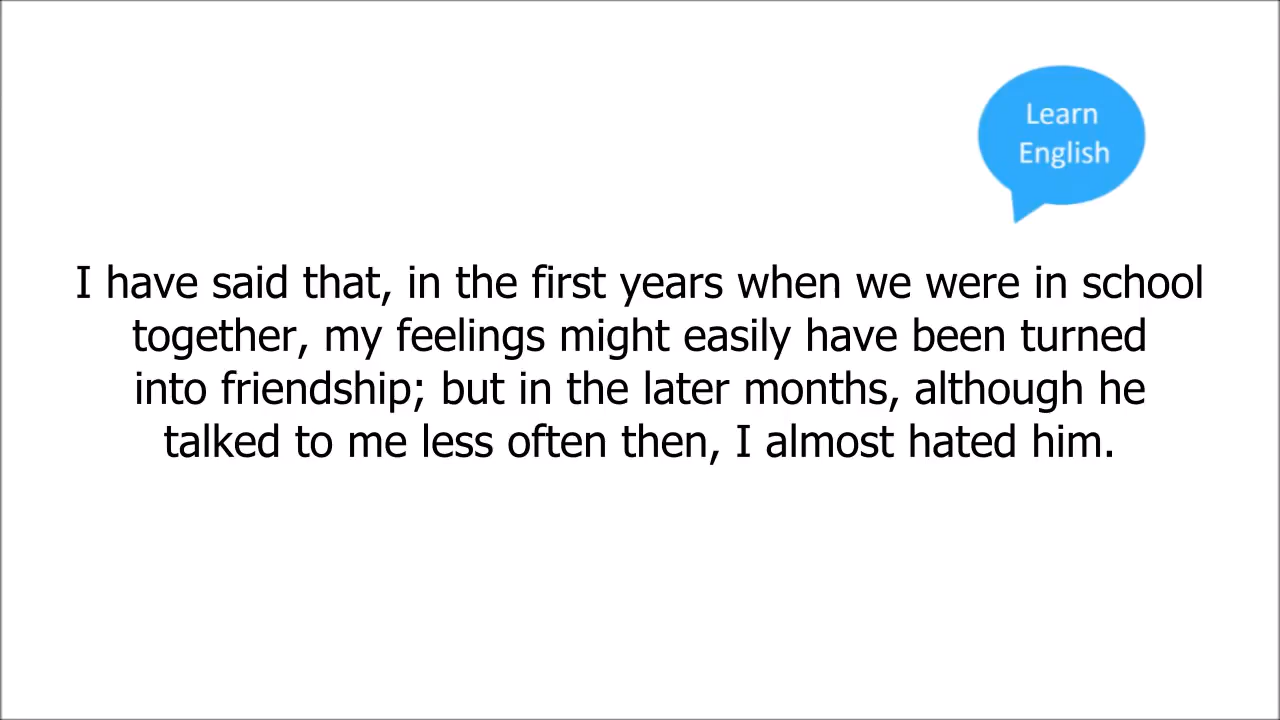 Learn
English
I have said that, in the first years when we were in school
together, my feelings might easily have been turned
into friendship; but in the later months, although he
talked to me less often then, I almost hated him.